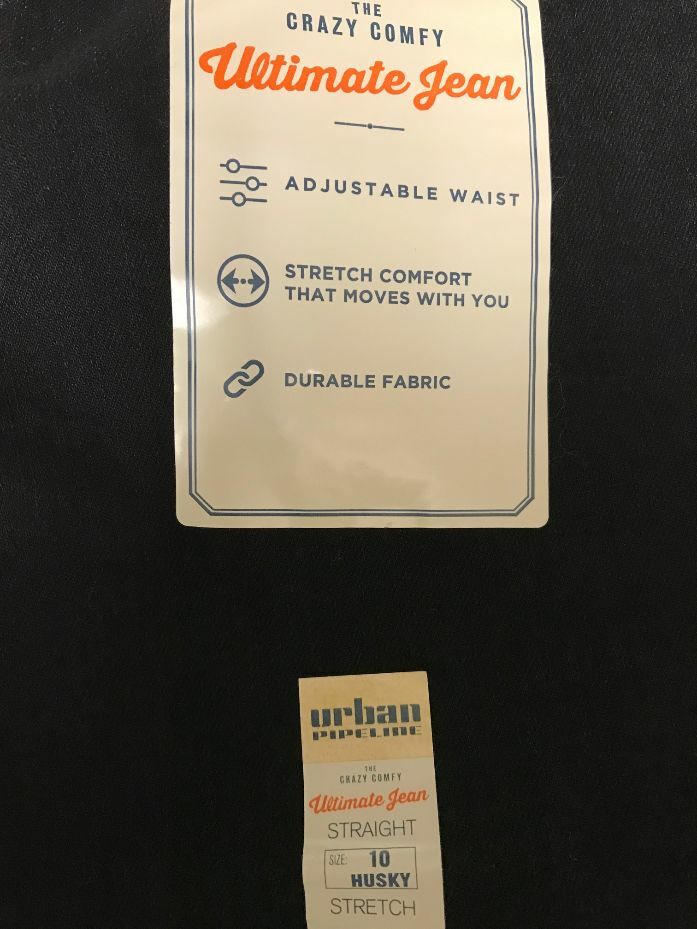 THE
CRAZY COMFY
Ultimate Jean
ADJUSTABLE WAIST
STRETCH COMFORT
THAT MOVES WITH YOU
DURABLE FABRIC
urban
PIPELINE
THE
CRAZY COMFY
Ultimate Jean
STRAIGHT
SIZE: 10
HUSKY
STRETCH